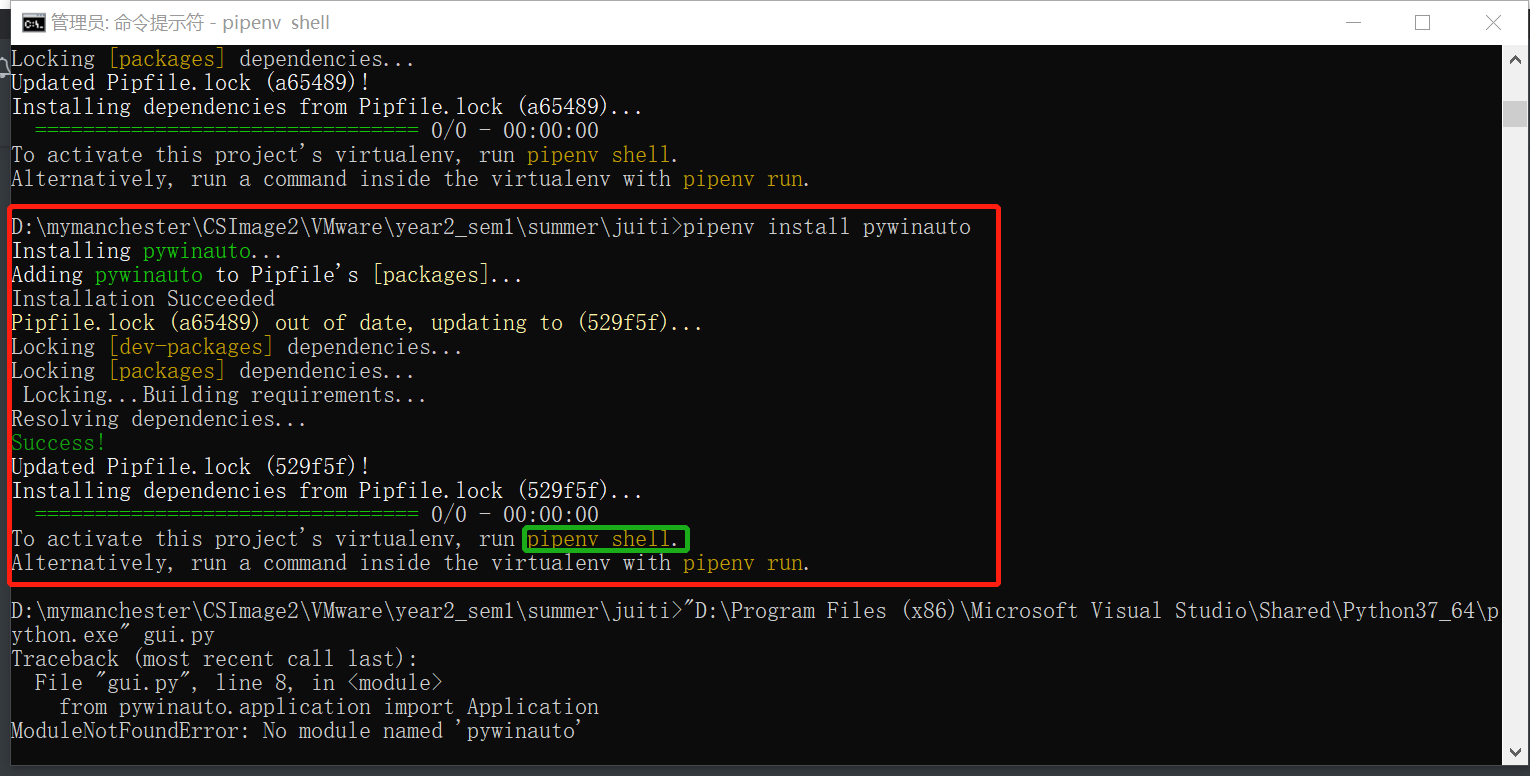 管理员: 命令提示符 - pipenv  shell
Locking [packages] dependencies...
Updated Pipfile.lock (a65489)!
Installing dependencies from Pipfile.lock (a65489)...
  ================================ 0/0 - 00:00:00
To activate this project's virtualenv, run pipenv shell.
Alternatively, run a command inside the virtualenv with pipenv run.
D:\mymanchester\CSImage2\VMware\year2_sem1\summer\juiti>pipenv install pywinauto
Installing pywinauto...
Adding pywinauto to Pipfile's [packages]...
Installation Succeeded
Pipfile.lock (a65489) out of date, updating to (529f5f)...
Locking [dev-packages] dependencies...
Locking [packages] dependencies...
 Locking...Building requirements...
Resolving dependencies...
Success!
Updated Pipfile.lock (529f5f)!
Installing dependencies from Pipfile.lock (529f5f)...
  ================================ 0/0 - 00:00:00
To activate this project's virtualenv, run pipenv shell.
Alternatively, run a command inside the virtualenv with pipenv run.
D:\mymanchester\CSImage2\VMware\year2_sem1\summer\juiti>"D:\Program Files (x86)\Microsoft Visual Studio\Shared\Python37_64\p
ython.exe" gui.py
Traceback (most recent call last):
  File "gui.py", line 8, in <module>
    from pywinauto.application import Application
ModuleNotFoundError: No module named 'pywinauto'